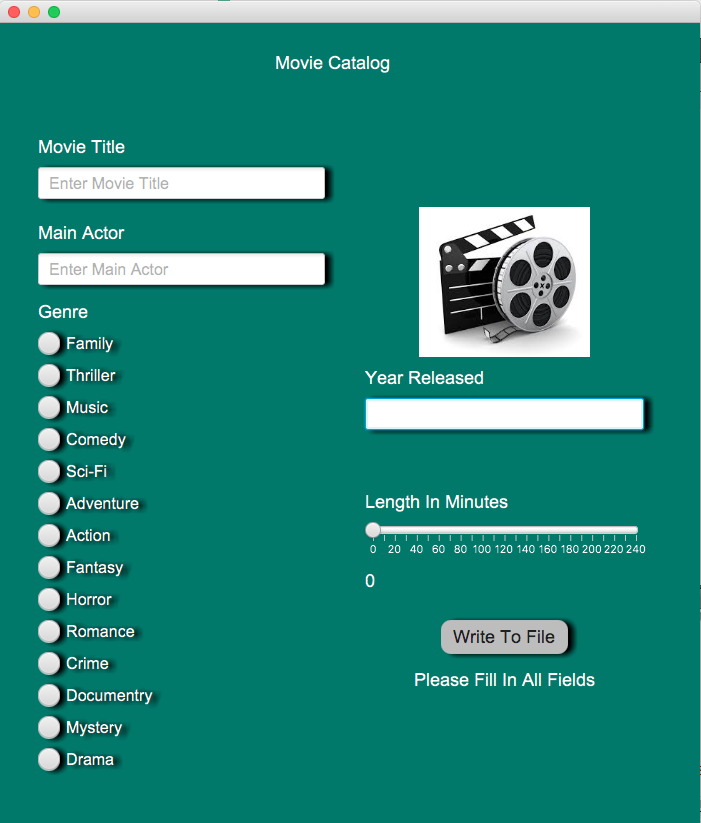 Movie Catalog
Movie Title
Enter Movie Title
Main Actor
Enter Main Actor
Genre
Family
Thriller
Music
Comedy
Sci-Fi
Adventure
Action
Fantasy
Horror
Romance
Crime
Documentry
Mystery
Drama
Year Released
Length In Minutes
0 20 40 60 80 100 120 140 160 180 200 220 240
0
Write To File
Please Fill In All Fields